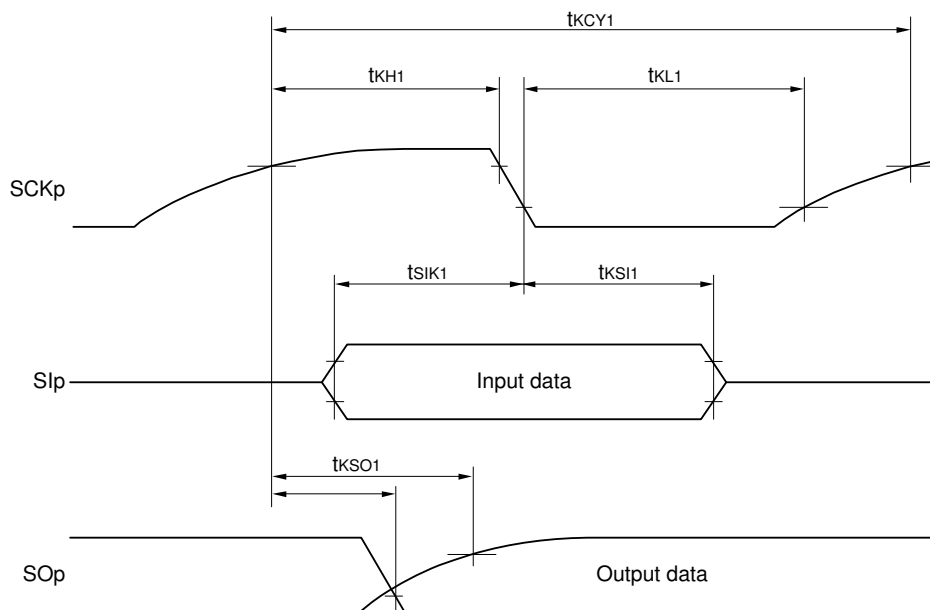 tKCY1
tKH1
tKL1
SCKp
tSIK1
tKSI1
SIp
Input data
tKSO1
SOp
Output data